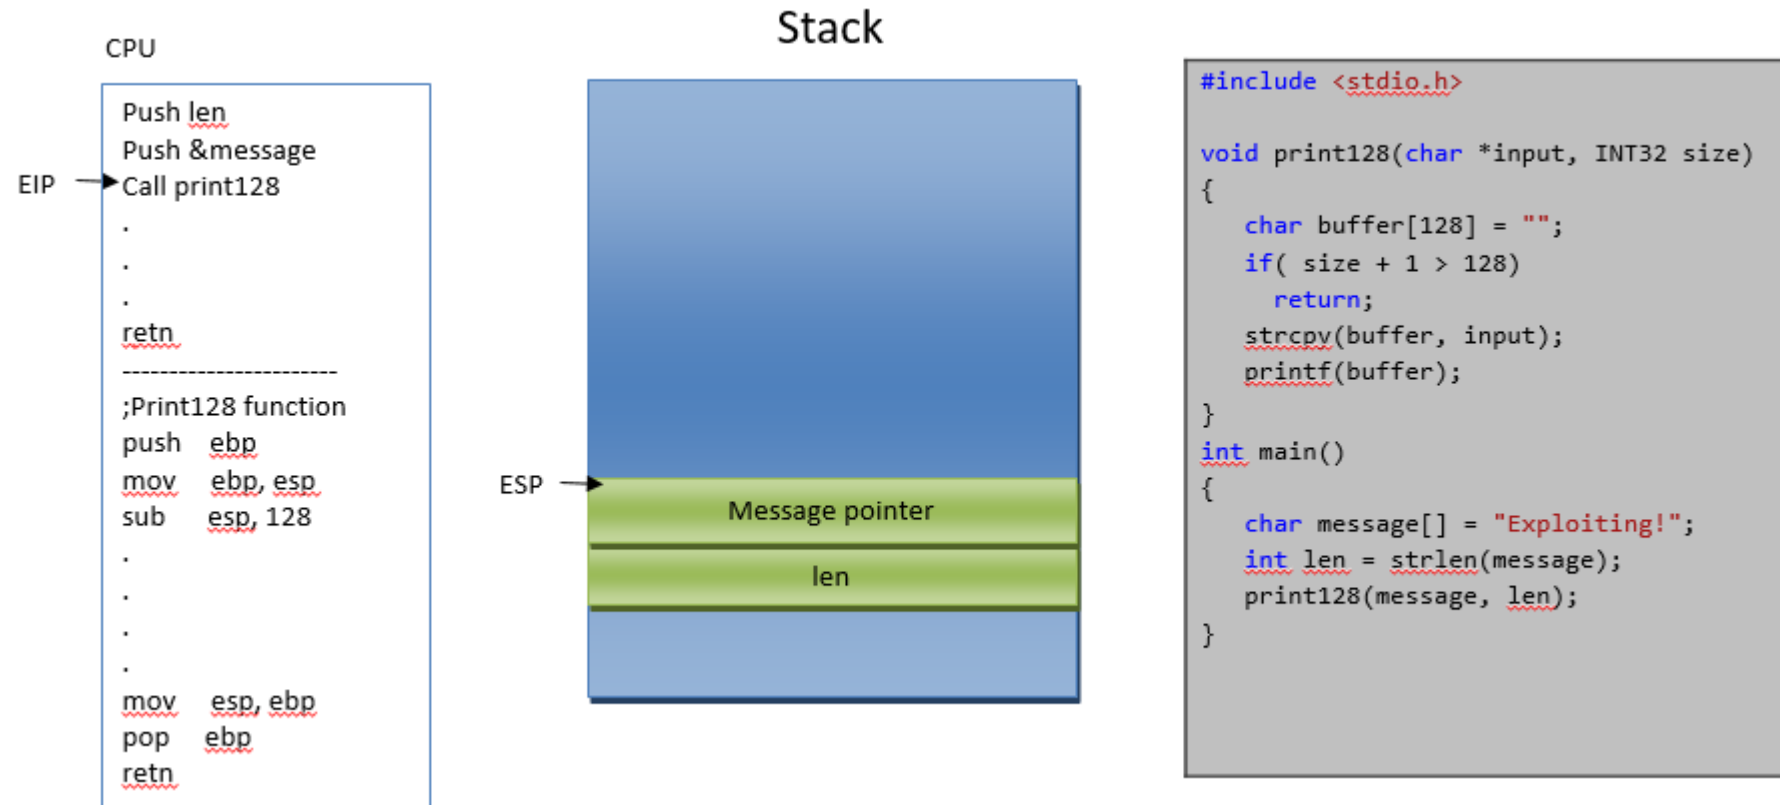 Stack
CPU
Push len
Push &message
EIP
Call print128
.
.
.
retn
-----------------------
;Print128 function
push ebp
mov ebp, esp
sub esp, 128
.
.
.
.
mov esp, ebp
pop ebp
retn
ESP
Message pointer
len
#include <stdio.h>
void print128(char *input, INT32 size)
{
char buffer[128] = "";
if( size + 1 > 128)
return;
strcpy(buffer, input);
printf(buffer);
}
int main()
{
char message[] = "Exploiting!";
int len = strlen(message);
print128(message, len);
}